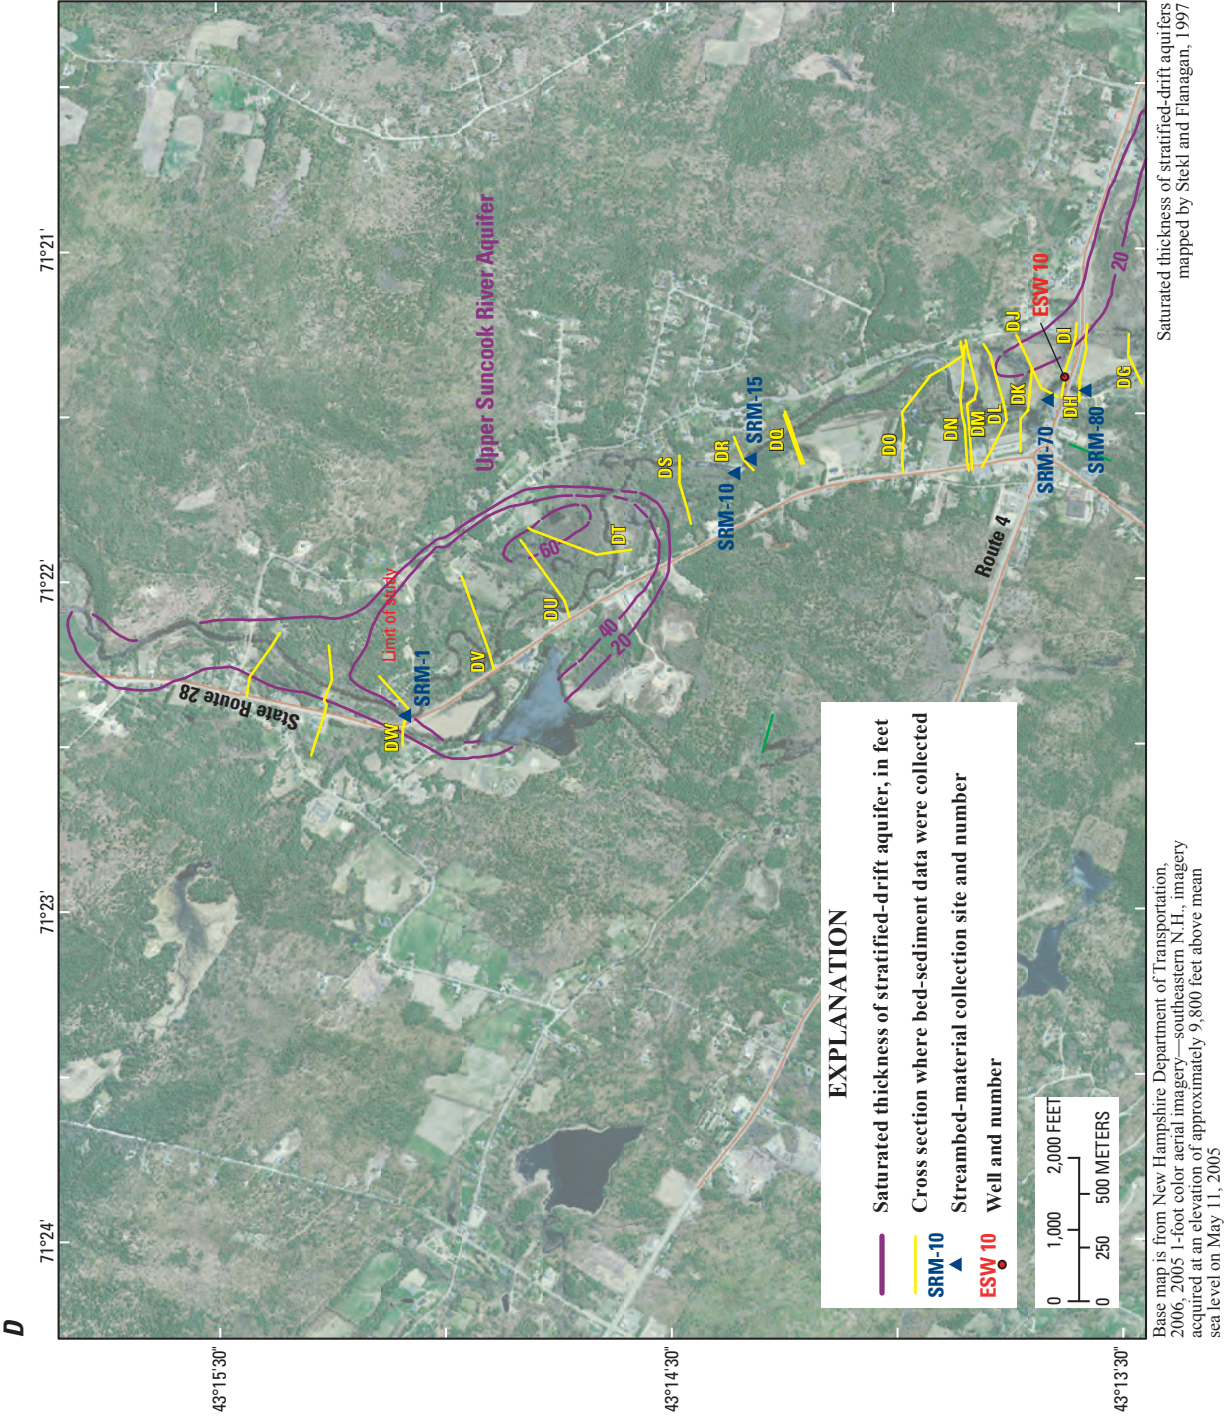 D
71°24'
71°23'
71°22'
71°21'
43°15'30"
43°14'30"
43°13'30"
State Route 28
Limit of study
Upper Suncook River Aquifer
DW
SRM-1
DV
DU
DT
60
40
20
DS
DR
SRM-10
SRM-15
DQ
DO
DN
DM
DL
DK
DJ
ESW 10
SRM-70
DI
DH
SRM-80
DG
20
Route 4
EXPLANATION
Saturated thickness of stratified-drift aquifer, in feet
Cross section where bed-sediment data were collected
SRM-10
Streambed-material collection site and number
ESW 10
Well and number
0 1,000 2,000 FEET
0 250 500 METERS
Base map is from New Hampshire Department of Transportation,
2006, 2005 1-foot color aerial imagery—southeastern N.H., imagery
acquired at an elevation of approximately 9,800 feet above mean
sea level on May 11, 2005
Saturated thickness of stratified-drift aquifers
mapped by Stekl and Flanagan, 1997